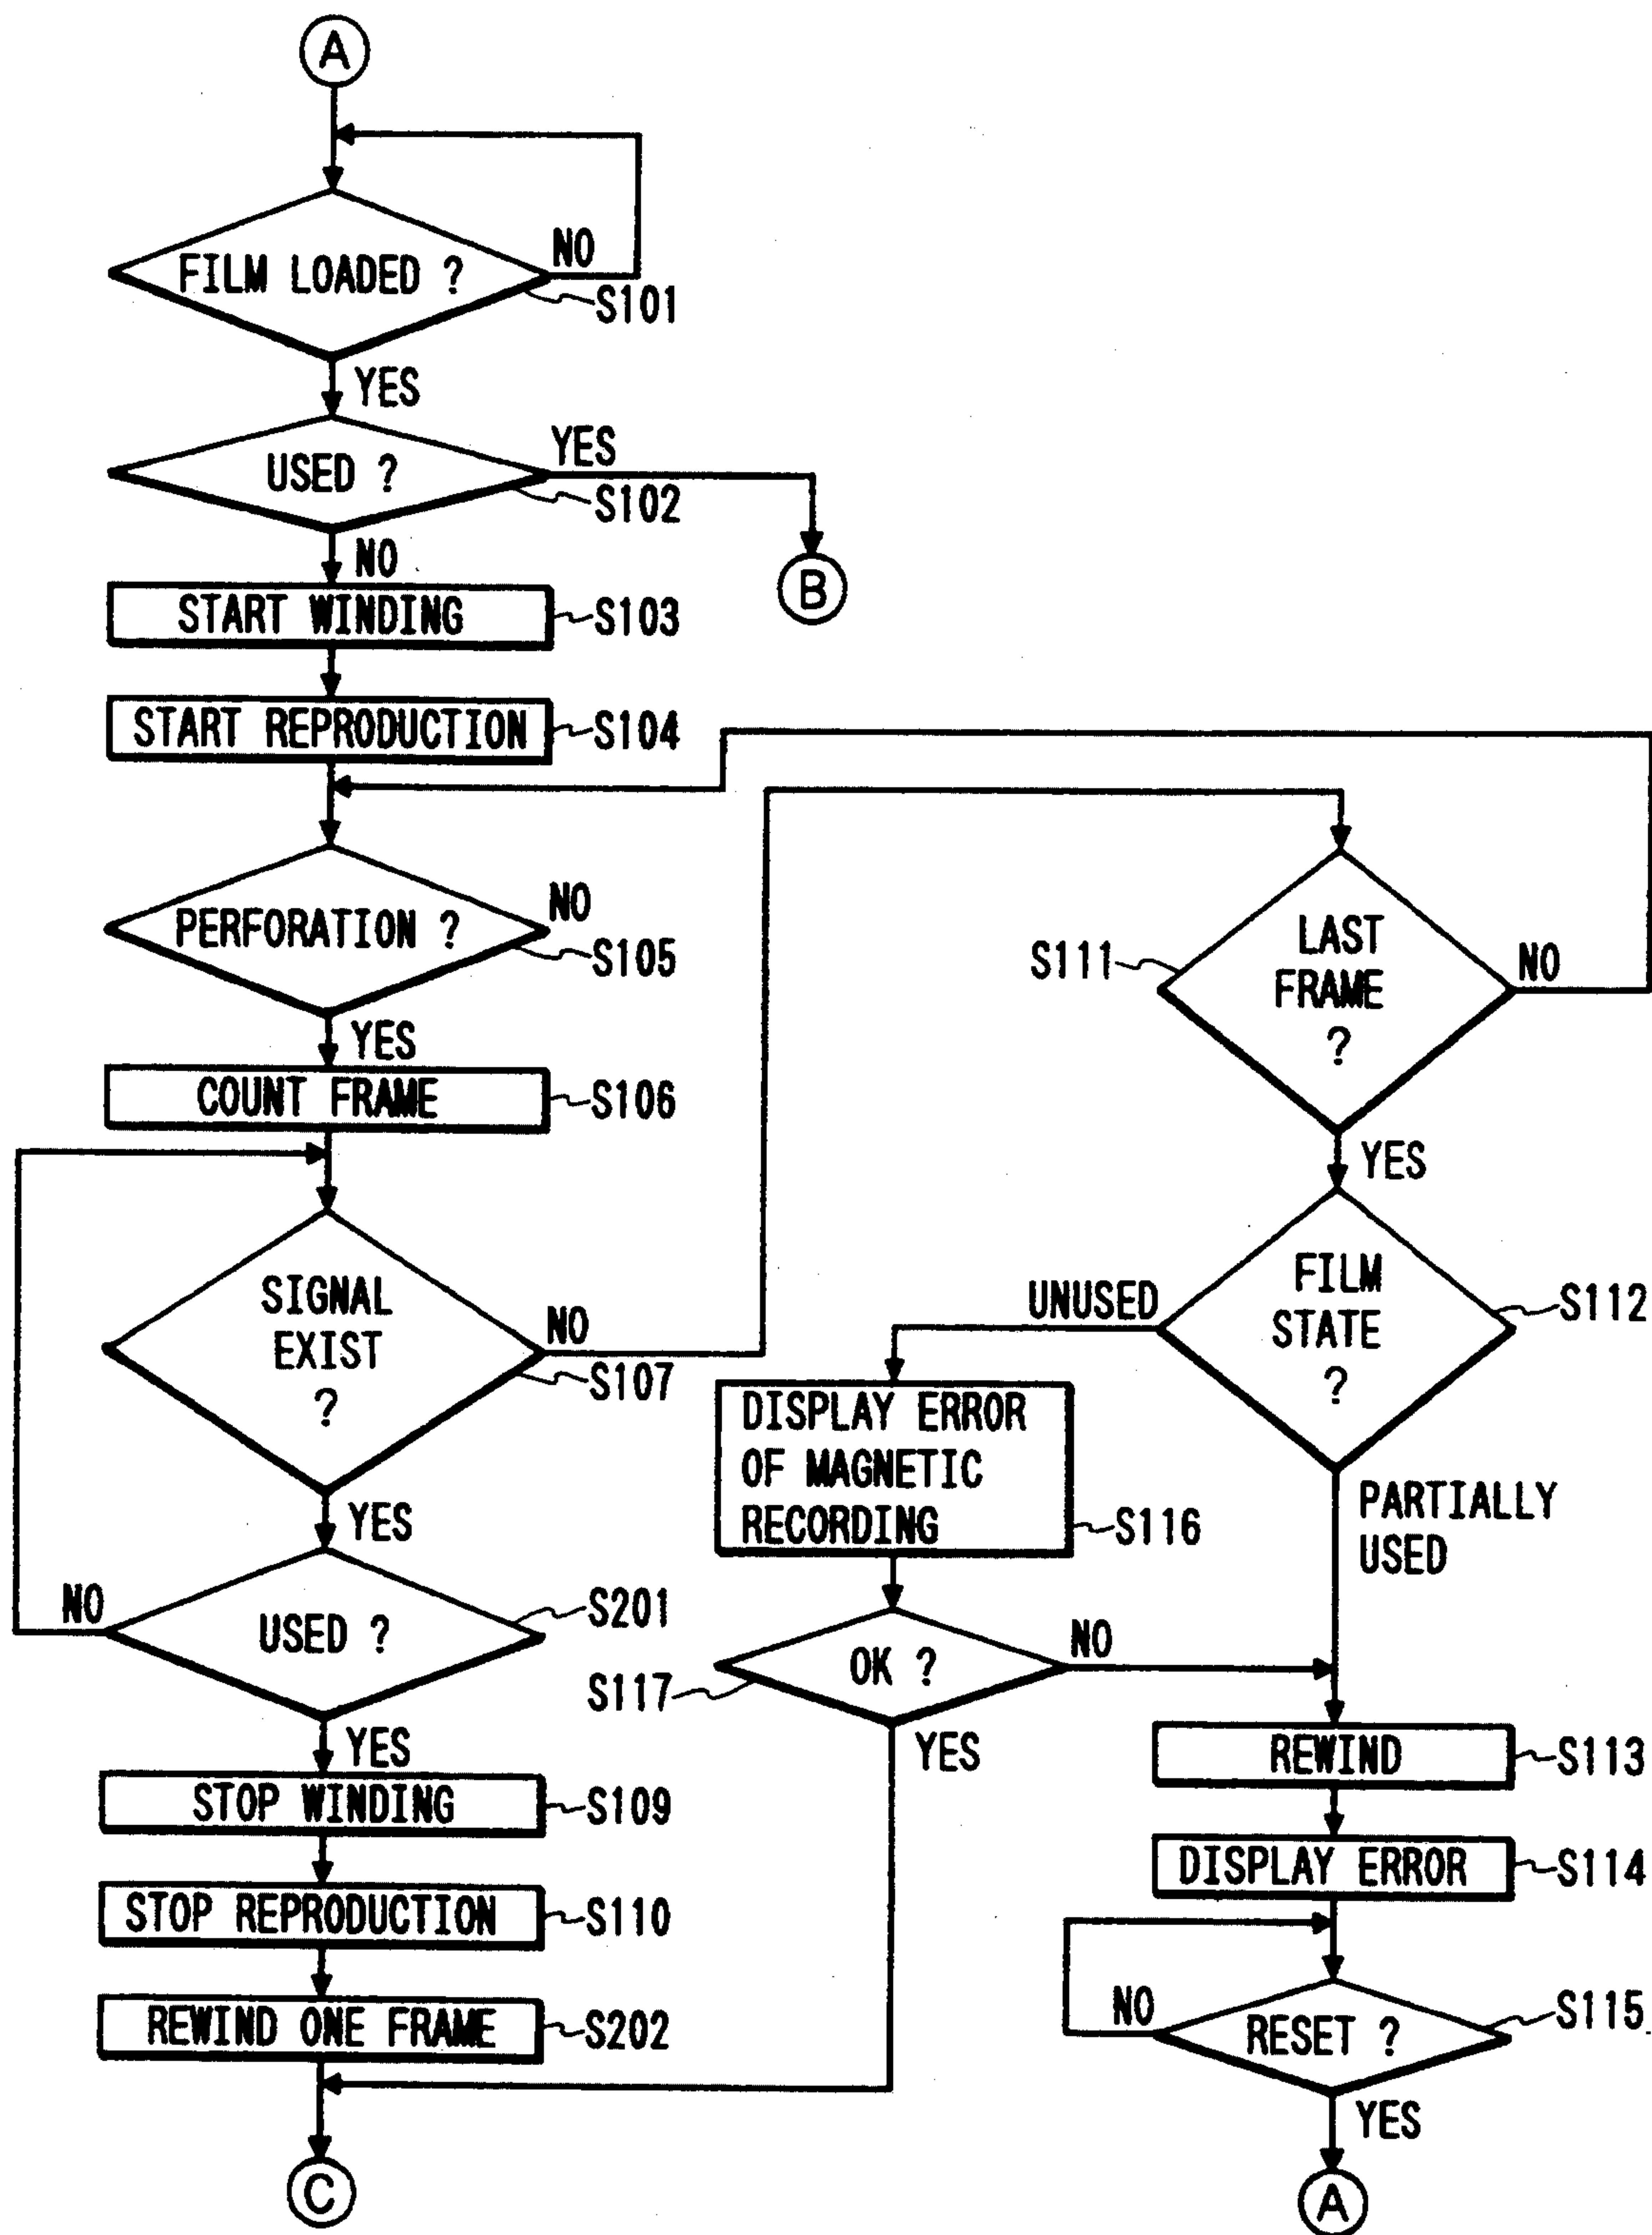 A
FILM LOADED ?
NO
S101
YES
USED ?
YES
S102
B
NO
START WINDING
S103
START REPRODUCTION
S104
PERFORATION ?
NO
S105
YES
COUNT FRAME
S106
SIGNAL
EXIST
?
NO
S107
YES
USED ?
NO
S201
YES
STOP WINDING
S109
STOP REPRODUCTION
S110
REWIND ONE FRAME
S202
C
S111
LAST
FRAME
?
NO
YES
FILM
STATE
?
S112
UNUSED
PARTIALLY
USED
DISPLAY ERROR
OF MAGNETIC
RECORDING
S116
OK ?
NO
S117
YES
REWIND
S113
DISPLAY ERROR
S114
RESET ?
NO
S115
YES
A